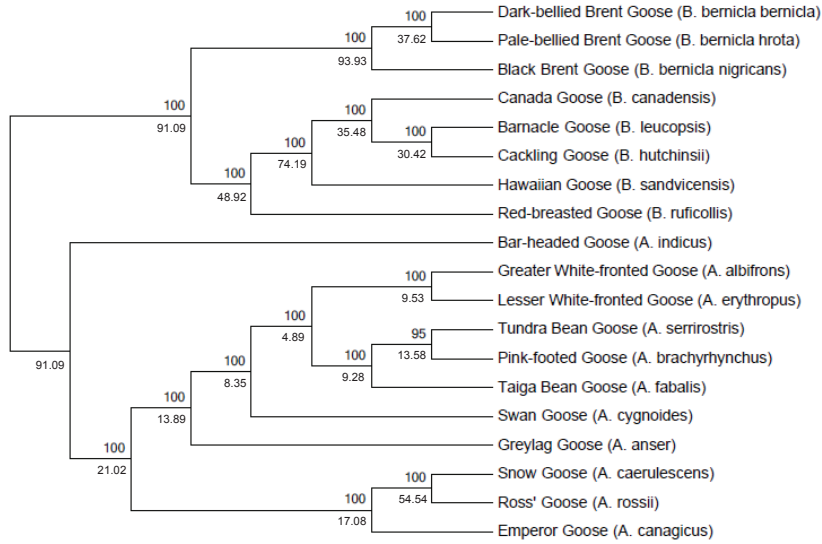 100
Dark-bellied Brent Goose (B. bernicla bernicla)
37.62
Pale-bellied Brent Goose (B. bernicla hrota)
100
93.93
Black Brent Goose (B. bernicla nigricans)
100
91.09
Canada Goose (B. canadensis)
100
35.48
100
Barnacle Goose (B. leucopsis)
30.42
Cackling Goose (B. hutchinsii)
100
74.19
Hawaiian Goose (B. sandvicensis)
100
48.92
Red-breasted Goose (B. ruficollis)
Bar-headed Goose (A. indicus)
91.09
100
Greater White-fronted Goose (A. albifrons)
9.53
Lesser White-fronted Goose (A. erythropus)
100
4.89
95
Tundra Bean Goose (A. serrirostris)
13.58
Pink-footed Goose (A. brachyrhynchus)
100
9.28
Taiga Bean Goose (A. fabalis)
100
8.35
Swan Goose (A. cygnoides)
100
13.89
Greylag Goose (A. anser)
100
21.02
100
Snow Goose (A. caerulescens)
54.54
Ross' Goose (A. rossii)
100
17.08
Emperor Goose (A. canagicus)